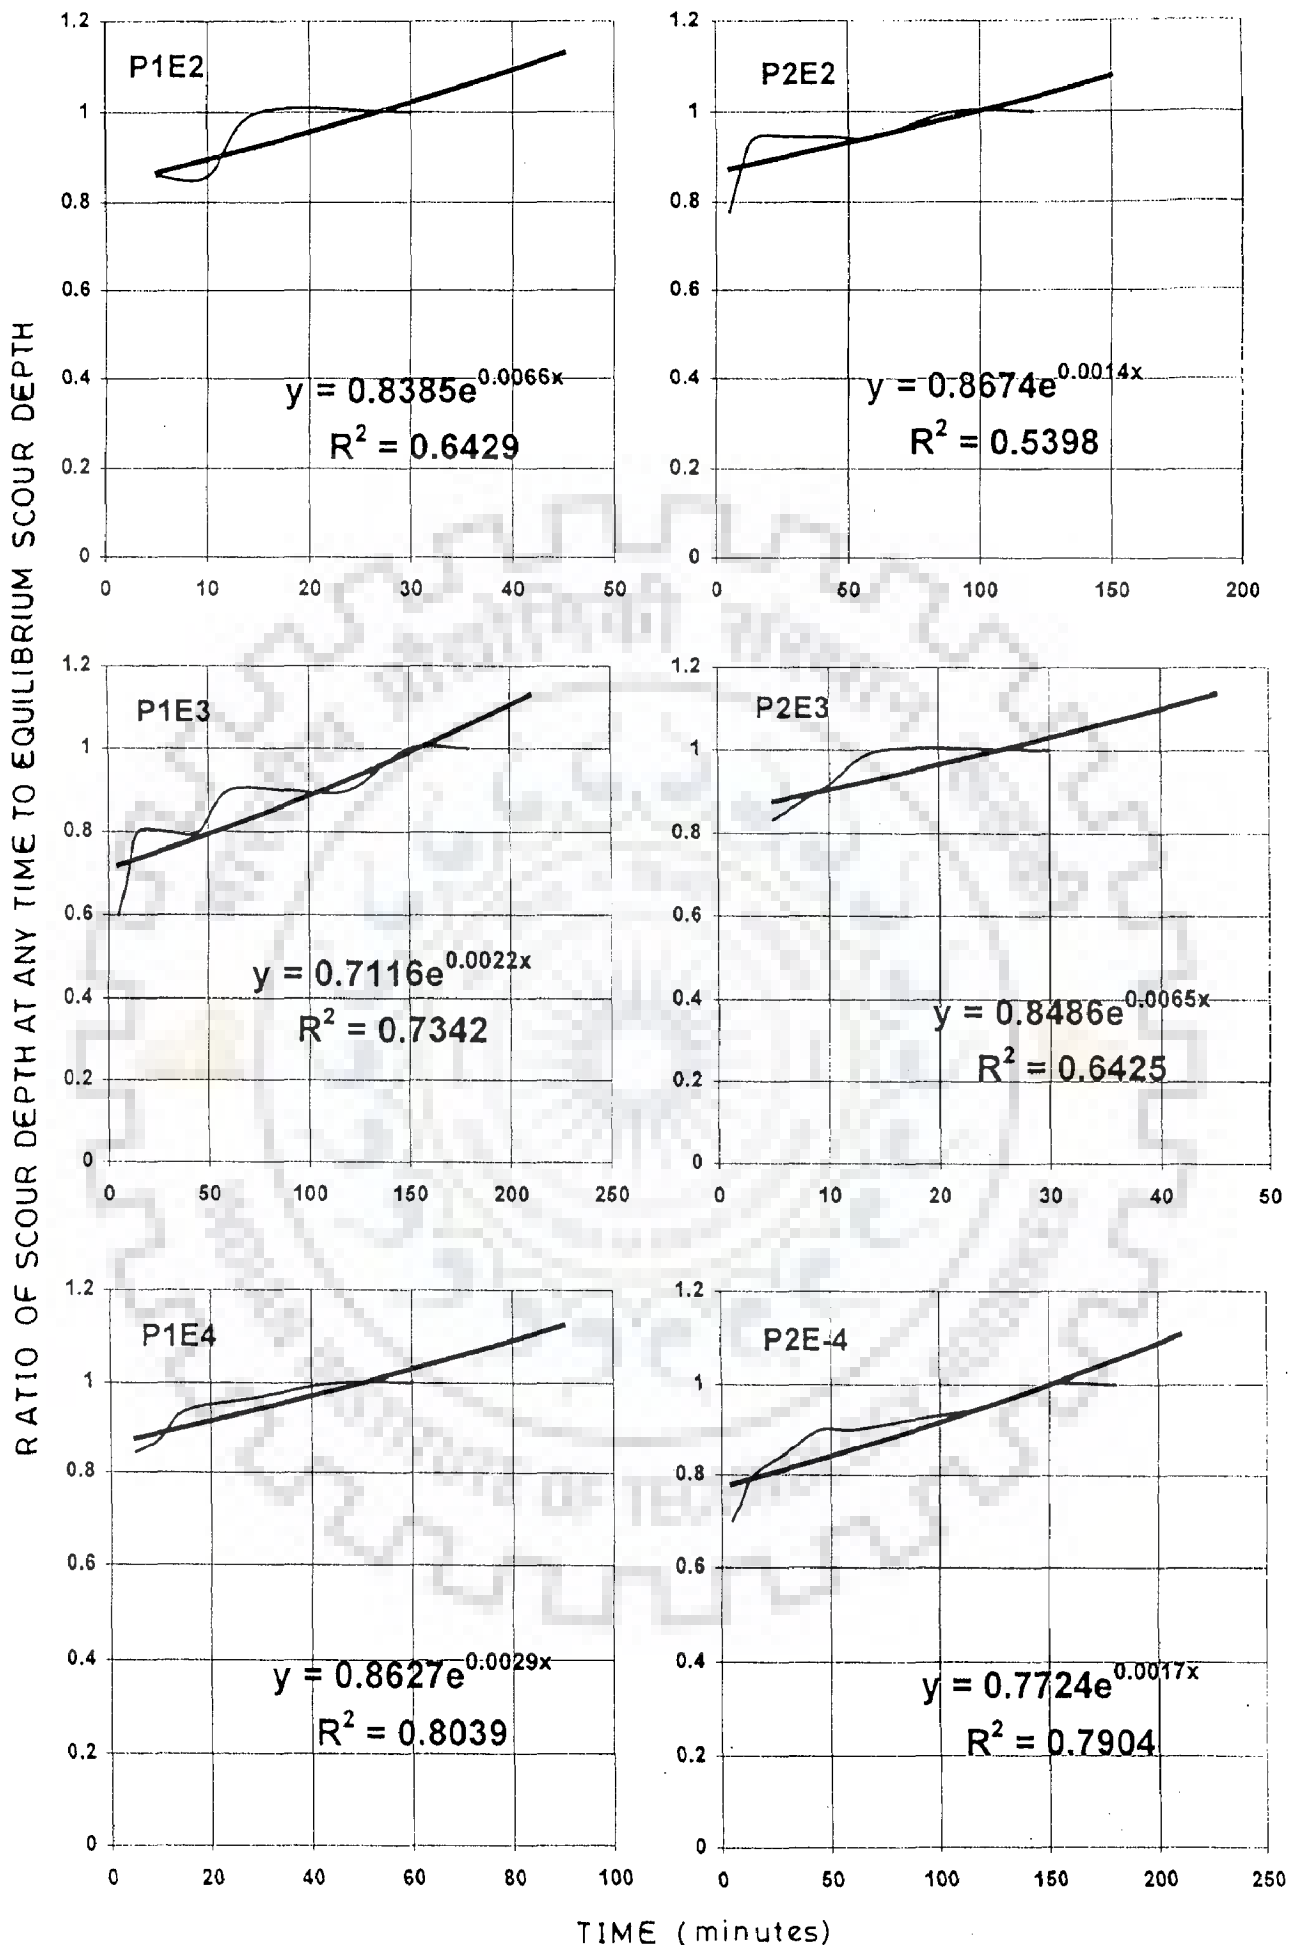 RATIO OF SCOUR DEPTH AT ANY TIME TO EQUILIBRIUM SCOUR DEPTH
P1E2
1.2
1
0.8
0.6
0.4
0.2
0
y = 0.8385e^0.0066x
R² = 0.6429
0 10 20 30 40 50
P2E2
1.2
1
0.8
0.6
0.4
0.2
0
y = 0.8674e^0.0014x
R² = 0.5398
0 50 100 150 200
P1E3
1.2
1
0.8
0.6
0.4
0.2
0
y = 0.7116e^0.0022x
R² = 0.7342
0 50 100 150 200 250
P2E3
1.2
1
0.8
0.6
0.4
0.2
0
y = 0.8486e^0.0065x
R² = 0.6425
0 10 20 30 40 50
P1E4
1.2
1
0.8
0.6
0.4
0.2
0
y = 0.8627e^0.0029x
R² = 0.8039
0 20 40 60 80 100
P2E-4
1.2
1
0.8
0.6
0.4
0.2
0
y = 0.7724e^0.0017x
R² = 0.7904
0 50 100 150 200 250
TIME (minutes)